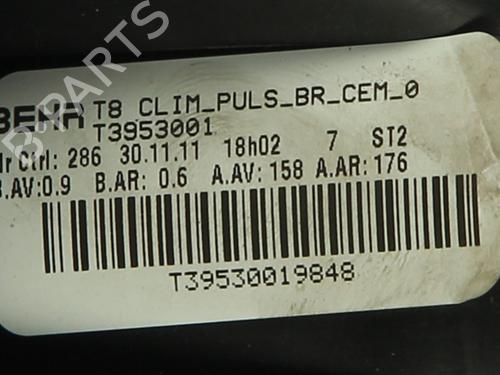 BEHR T8 CLIM_PULS_BR_CEM_0
T3953001
Nr Ctrl: 286 30.11.11 18h02 7 ST2
B.AV:0.9 B.AR: 0.6 A.AV: 158 A.AR: 176
T39530019848